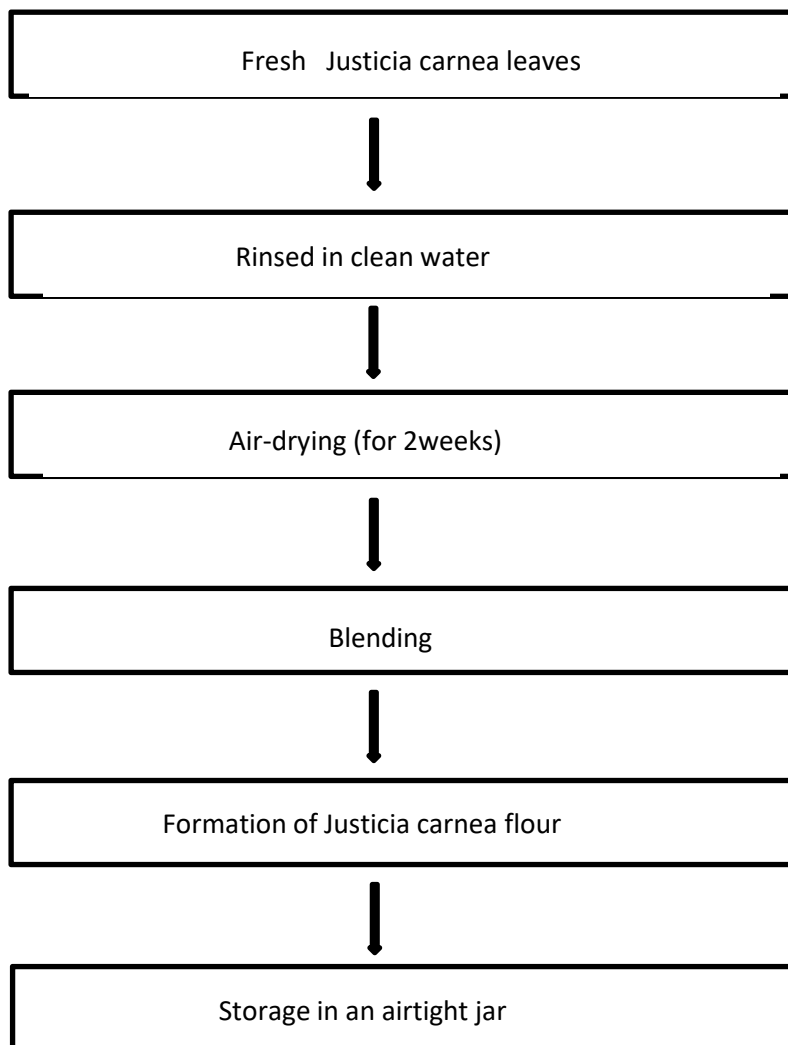 Fresh Justicia carnea leaves
Rinsed in clean water
Air-drying (for 2weeks)
Blending
Formation of Justicia carnea flour
Storage in an airtight jar